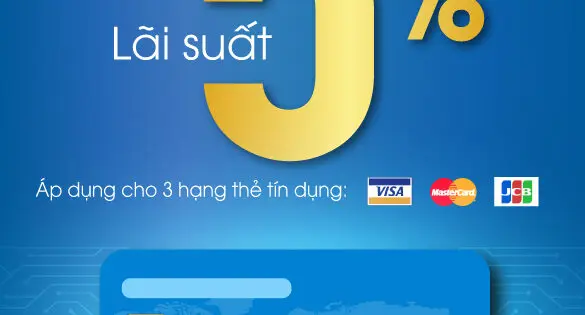 %
Lãi suất
Áp dụng cho 3 hạng thẻ tín dụng: VISA MasterCard JCB